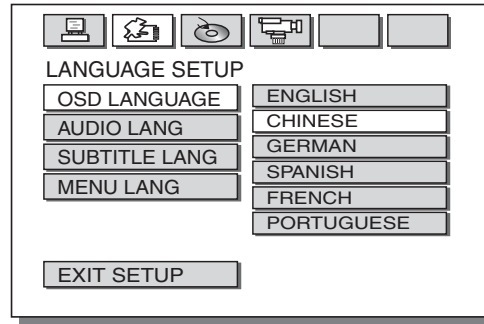 LANGUAGE SETUP
OSD LANGUAGE
AUDIO LANG
SUBTITLE LANG
MENU LANG
ENGLISH
CHINESE
GERMAN
SPANISH
FRENCH
PORTUGUESE
EXIT SETUP